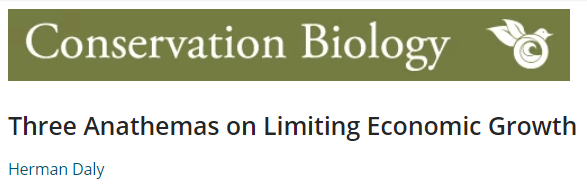 Conservation Biology
Three Anathemas on Limiting Economic Growth
Herman Daly